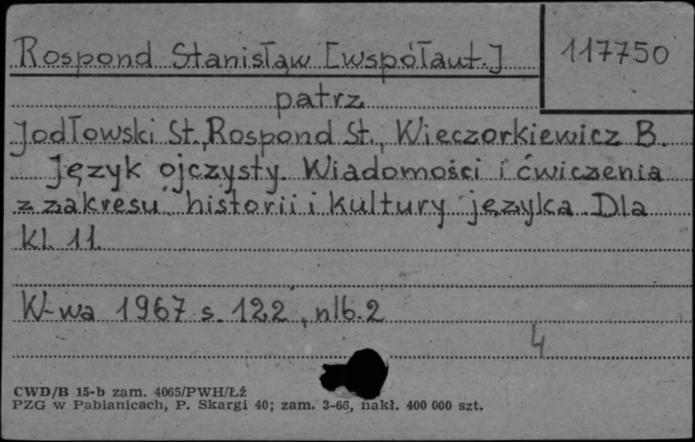 Rospond Stanisław [współaut.]
117750
patrz
Jodłowski St., Rospond St., Wieczorkiewicz B.
Język ojczysty. Wiadomości i ćwiczenia
z zakresu historii i kultury języka. Dla
kl. 11.
W-wa 1967 s. 122, nlb. 2
4
CWD/B 15-b zam. 4065/PWH/Łź
PZG w Pabianicach, P. Skargi 40; zam. 3-66, nakł. 400 000 szt.